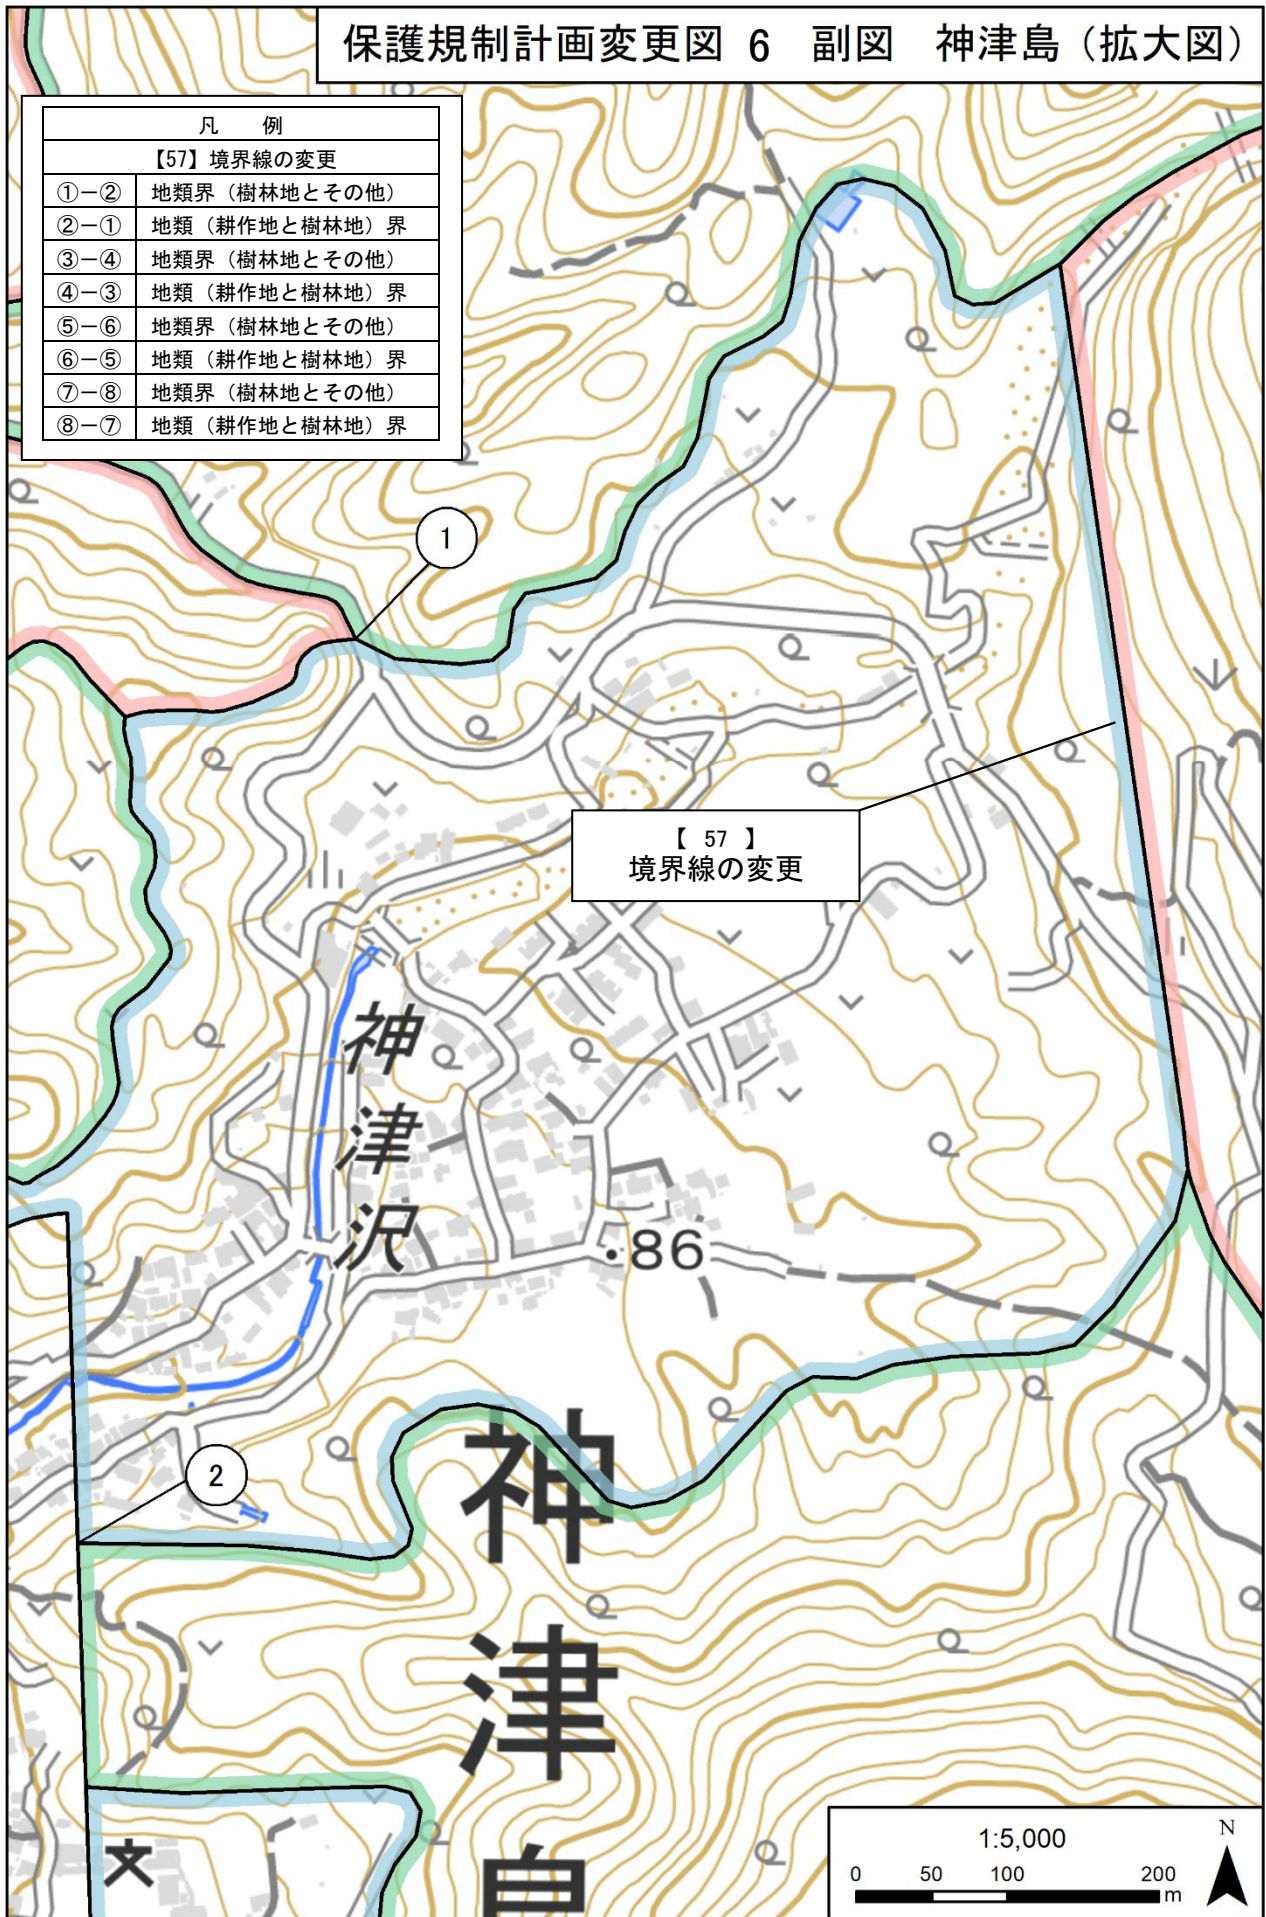 保護規制計画変更図 6　副図　神津島（拡大図）
凡　　例
【57】境界線の変更
①－②　地類界（樹林地とその他）
②－①　地類（耕作地と樹林地）界
③－④　地類界（樹林地とその他）
④－③　地類（耕作地と樹林地）界
⑤－⑥　地類界（樹林地とその他）
⑥－⑤　地類（耕作地と樹林地）界
⑦－⑧　地類界（樹林地とその他）
⑧－⑦　地類（耕作地と樹林地）界
1
【 57 】
境界線の変更
神津沢
・86
2
神津
1:5,000
N
0 50 100 200
m